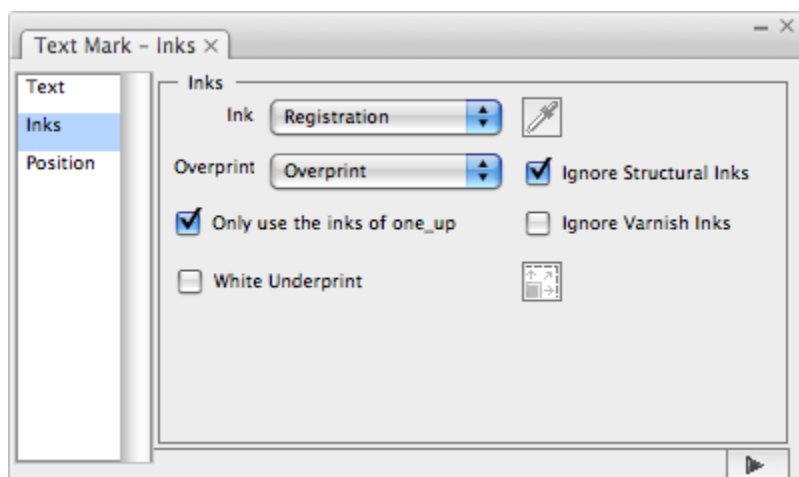 Text Mark – Inks
Text
Inks
Position
Inks
Ink Registration
Overprint Overprint
Ignore Structural Inks
Only use the inks of one_up
Ignore Varnish Inks
White Underprint